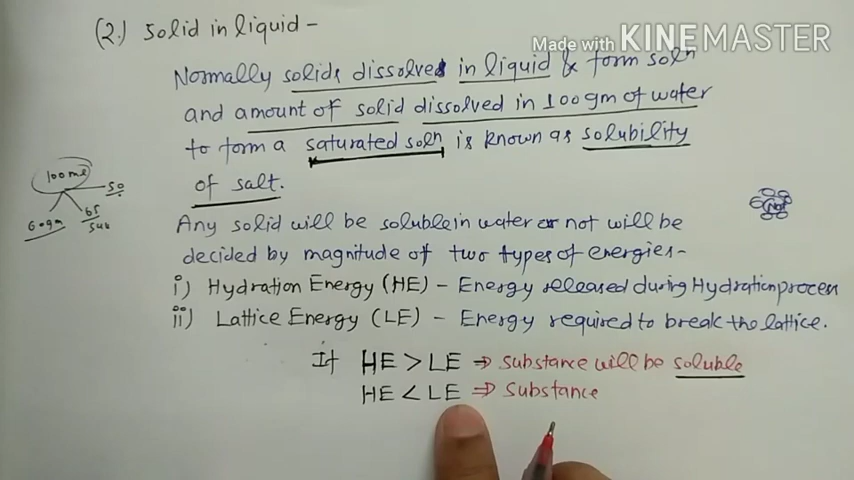 Made with KINEMASTER
(2.) Solid in liquid -
Normally solids dissolves in liquid & form soln
and amount of solid dissolved in 100gm of water
to form a saturated soln is known as solubility
of salt.
100ml
50
65
60gm
Any solid will be soluble in water or not will be
decided by magnitude of two types of energies-
i) Hydration Energy (HE) - Energy released during Hydration process
ii) Lattice Energy (LE) - Energy required to break the lattice.
If HE > LE ⇒ Substance will be soluble
HE < LE ⇒ Substance